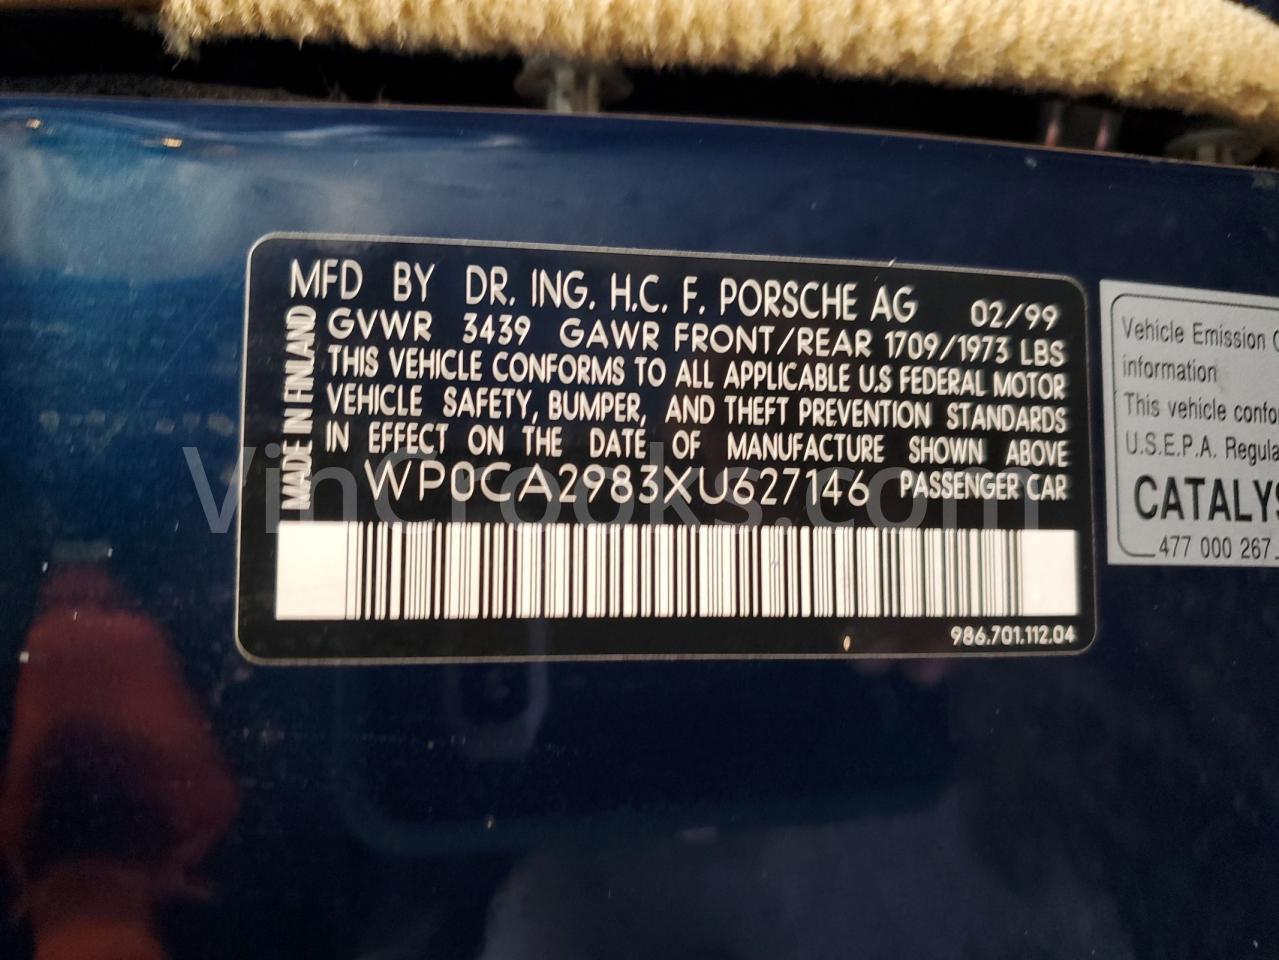 MFD BY DR. ING. H.C. F. PORSCHE AG 02/99
GVWR 3439 GAWR FRONT/REAR 1709/1973 LBS
THIS VEHICLE CONFORMS TO ALL APPLICABLE U.S FEDERAL MOTOR
VEHICLE SAFETY, BUMPER, AND THEFT PREVENTION STANDARDS
IN EFFECT ON THE DATE OF MANUFACTURE SHOWN ABOVE
WP0CA2983XU627146 PASSENGER CAR
MADE IN FINLAND
986.701.112.04
Vehicle Emission
information
This vehicle
U.S.E.P.A.
477 000 267
VinCrooks.com